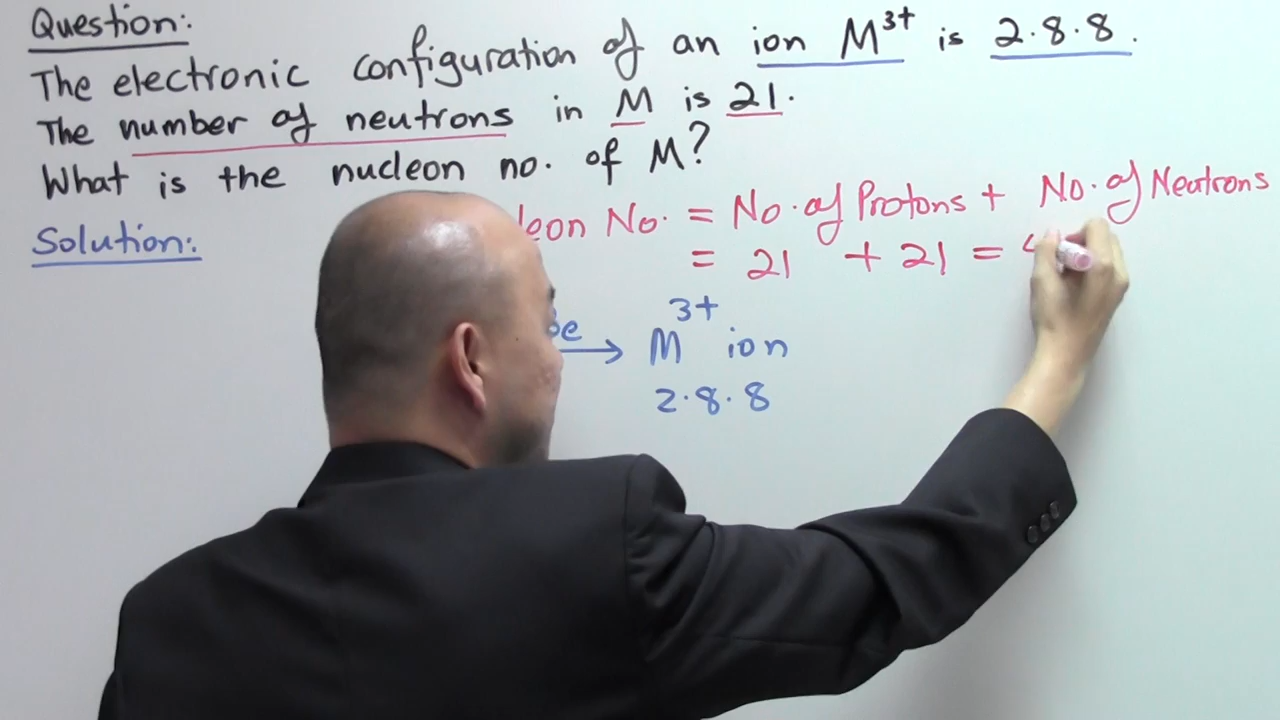 Question:
The electronic configuration of an ion M³⁺ is 2.8.8.
The number of neutrons in M is 21.
What is the nucleon no. of M?
Solution:
No. = No. of Protons + No. of Neutrons
= 21 + 21 =
M³⁺ ion
2.8.8